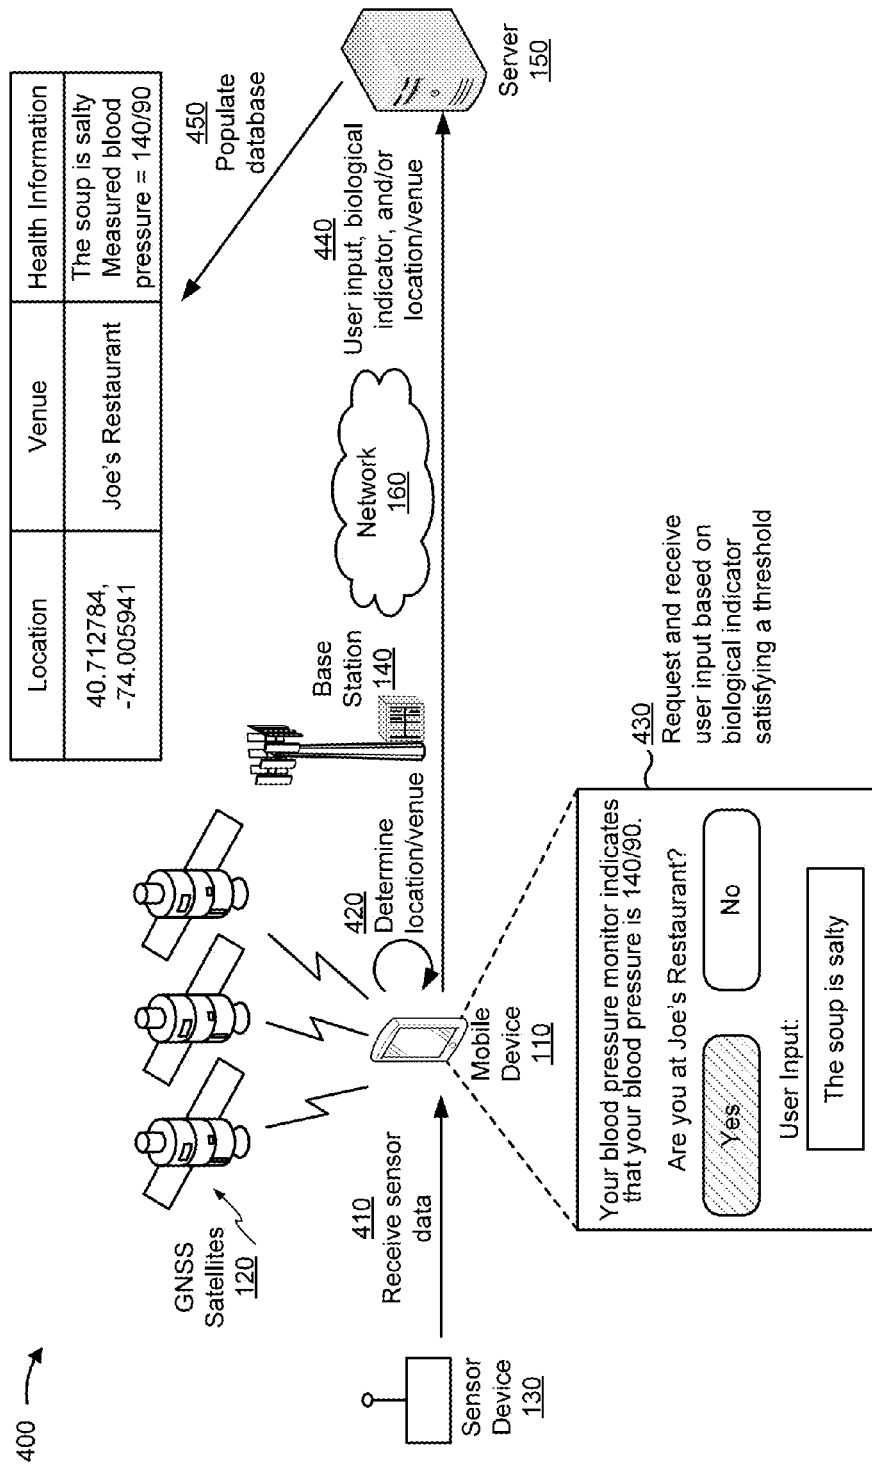 400
GNSS
Satellites
120
Location
Venue
Health Information
40.712784,
-74.005941
Joe's Restaurant
The soup is salty
Measured blood
pressure = 140/90
450
Populate
database
Sensor
Device
130
410
Receive sensor
data
Mobile
Device
110
420
Determine
location/venue
Base
Station
140
Network
160
440
User input, biological
indicator, and/or
location/venue
Server
150
430
Request and receive
user input based on
biological indicator
satisfying a threshold
Your blood pressure monitor indicates
that your blood pressure is 140/90.
Are you at Joe's Restaurant?
Yes
No
User Input:
The soup is salty